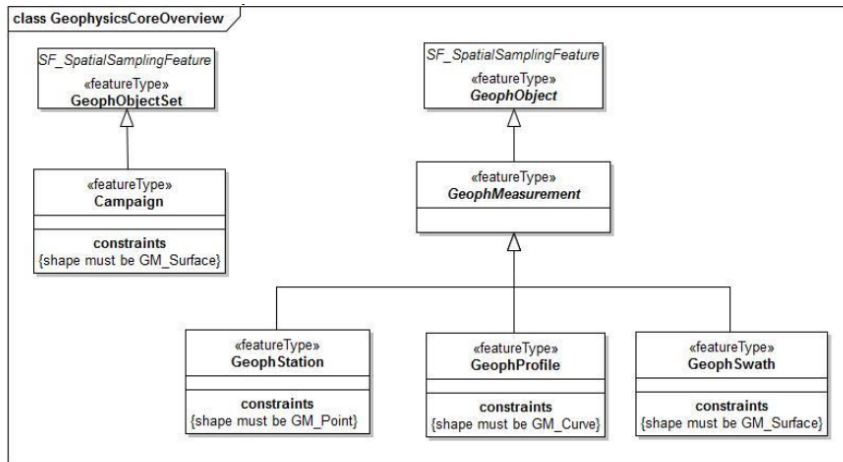 class GeophysicsCoreOverview
SF_SpatialSamplingFeature
«featureType»
GeophObjectSet
SF_SpatialSamplingFeature
«featureType»
GeophObject
«featureType»
Campaign
constraints
{shape must be GM_Surface}
«featureType»
GeophMeasurement
«featureType»
GeophStation
constraints
{shape must be GM_Point}
«featureType»
GeophProfile
constraints
{shape must be GM_Curve}
«featureType»
GeophSwath
constraints
{shape must be GM_Surface}